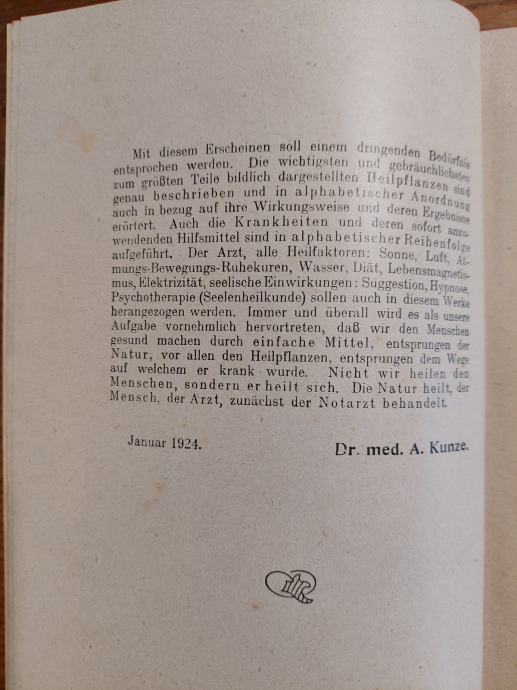 Mit diesem Erscheinen soll einem dringenden Bedürfnis
entsprochen werden. Die wichtigsten und gebräuchlichsten
zum größten Teile bildlich dargestellten Heilpflanzen sind
genau beschrieben und in alphabetischer Anordnung
auch in bezug auf ihre Wirkungsweise und deren Ergebnisse
erörtert. Auch die Krankheiten und deren sofort anzu-
wendenden Hilfsmittel sind in alphabetischer Reihenfolge
aufgeführt. Der Arzt, alle Heilfaktoren: Sonne, Luft, At-
mungs-Bewegungs-Ruhekuren, Wasser, Diät, Lebensmagnetis-
mus, Elektrizität, seelische Einwirkungen: Suggestion, Hypnose,
Psychotherapie (Seelenheilkunde) sollen auch in diesem Werke
herangezogen werden. Immer und überall wird es als unsere
Aufgabe vornehmlich hervortreten, daß wir den Menschen
gesund machen durch einfache Mittel, entsprungen der
Natur, vor allen den Heilpflanzen, entsprungen dem Wege
auf welchem er krank wurde. Nicht wir heilen den
Menschen, sondern er heilt sich. Die Natur heilt, der
Mensch, der Arzt, zunächst der Notarzt behandelt.
Januar 1924.
Dr. med. A. Kunze.